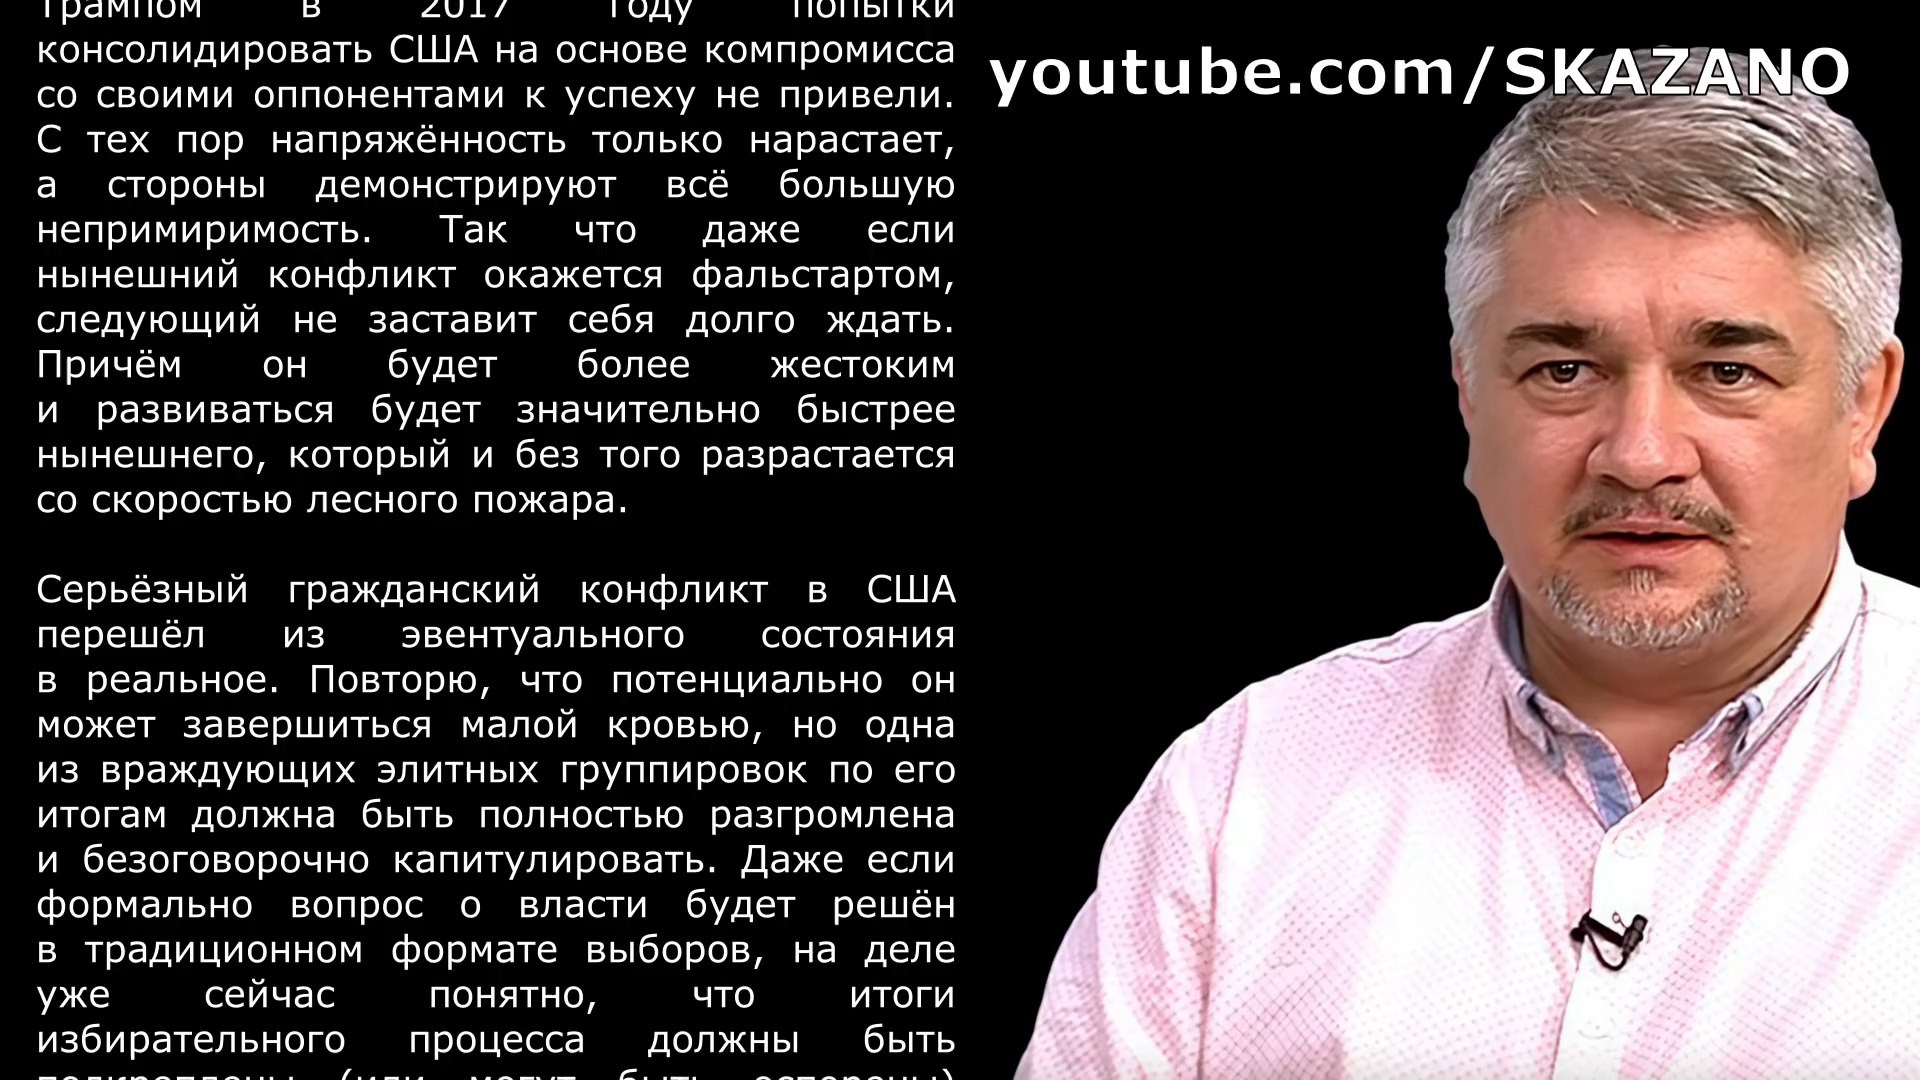 Трампом в 2017 году попытки
консолидировать США на основе компромисса
со своими оппонентами к успеху не привели.
С тех пор напряжённость только нарастает,
а стороны демонстрируют всё большую
непримиримость. Так что даже если
нынешний конфликт окажется фальстартом,
следующий не заставит себя долго ждать.
Причём он будет более жестоким
и развиваться будет значительно быстрее
нынешнего, который и без того разрастается
со скоростью лесного пожара.
Серьёзный гражданский конфликт в США
перешёл из эвентуального состояния
в реальное. Повторю, что потенциально он
может завершиться малой кровью, но одна
из враждующих элитных группировок по его
итогам должна быть полностью разгромлена
и безоговорочно капитулировать. Даже если
формально вопрос о власти будет решён
в традиционном формате выборов, на деле
уже сейчас понятно, что итоги
избирательного процесса должны быть
подкреплены (или могут быть оспорены)
youtube.com/SKAZANO